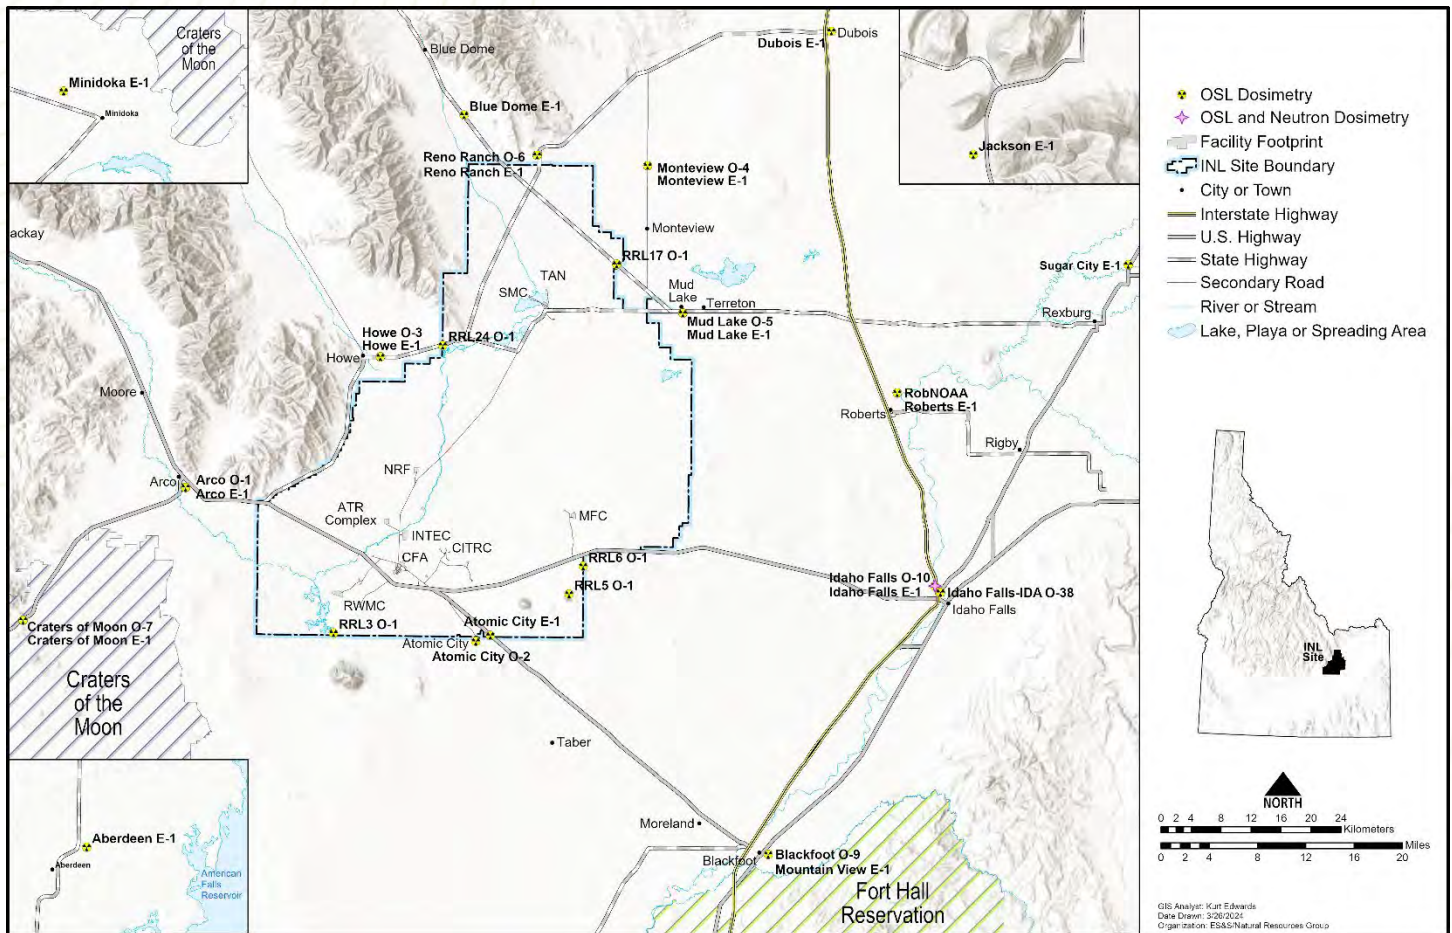 Craters
of the
Moon
Minidoka E-1
Minidoka
Blue Dome
Blue Dome E-1
Dubois E-1
Dubois
Jackson E-1
Reno Ranch O-6
Reno Ranch E-1
Monteview O-4
Monteview E-1
Monteview
ackay
RRL17 O-1
TAN
SMC
Mud
Lake
Terreton
Mud Lake O-5
Mud Lake E-1
Sugar City E-1
Rexburg
Howe O-3
Howe E-1
Howe
RRL24 O-1
Moore
RobNOAA
Roberts E-1
Roberts
Rigby
Arco
Arco O-1
Arco E-1
NRF
ATR
Complex
INTEC
CFA
CITRC
MFC
RWMC
RRL6 O-1
RRL5 O-1
RRL3 O-1
Atomic City E-1
Atomic City
Atomic City O-2
Idaho Falls O-10
Idaho Falls E-1
Idaho Falls-IDA O-38
Idaho Falls
Craters of Moon O-7
Craters of Moon E-1
Craters
of the
Moon
Taber
Moreland
Blackfoot
Blackfoot O-9
Mountain View E-1
Fort Hall
Reservation
Aberdeen E-1
Aberdeen
American
Falls
Reservoir
OSL Dosimetry
OSL and Neutron Dosimetry
Facility Footprint
INL Site Boundary
City or Town
Interstate Highway
U.S. Highway
State Highway
Secondary Road
River or Stream
Lake, Playa or Spreading Area
INL
Site
NORTH
0 2 4 8 12 16 20 24
Kilometers
Miles
0 2 4 8 12 16 20
GIS Analyst: Kurt Edwards
Date Drawn: 3/26/2024
Organization: ES&S/Natural Resources Group